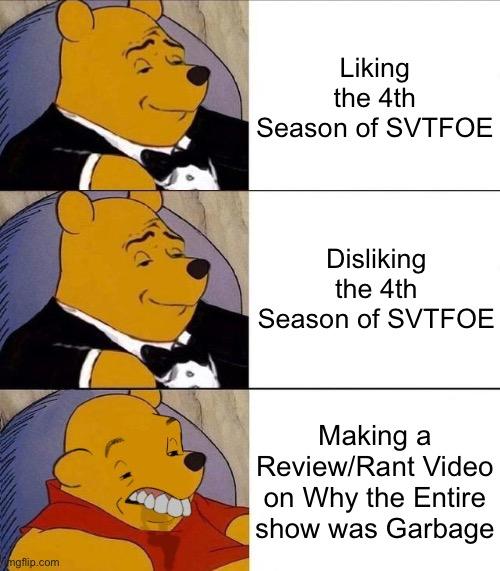 Liking
the 4th
Season of SVTFOE
Disliking
the 4th
Season of SVTFOE
Making a
Review/Rant Video
on Why the Entire
show was Garbage
imgflip.com